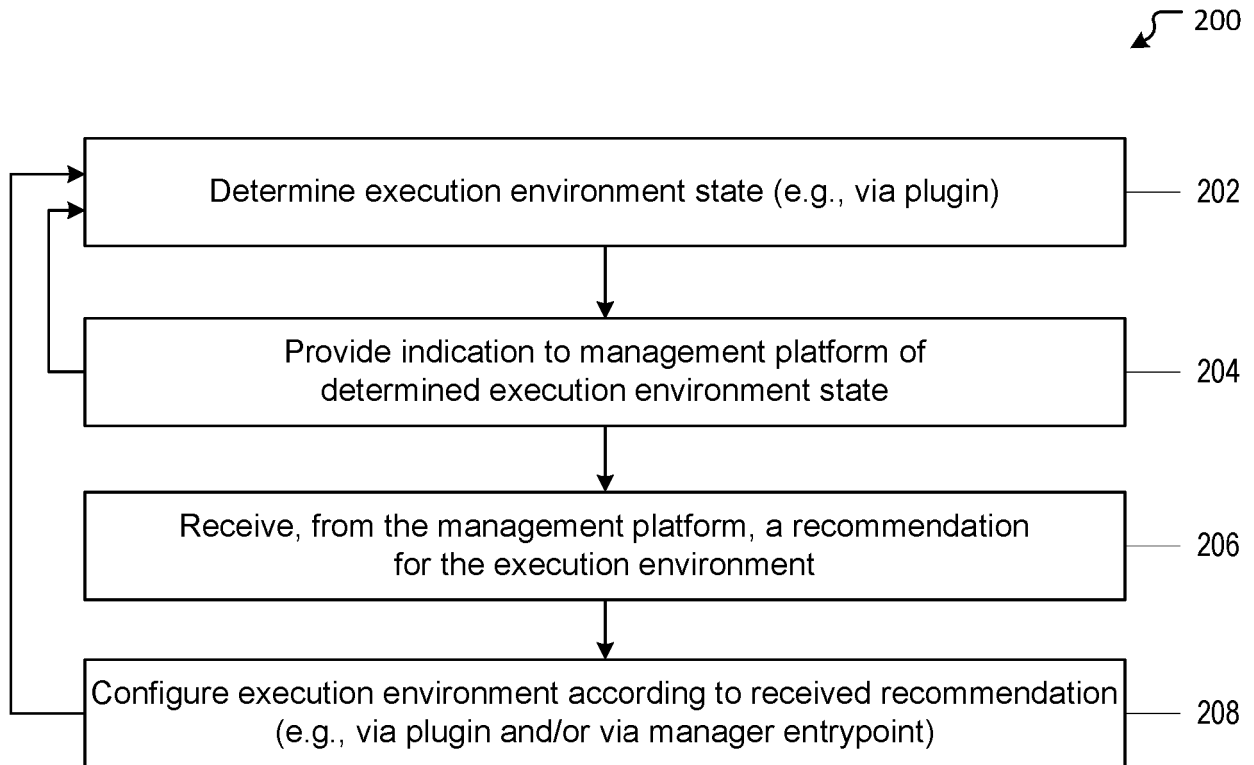 200
Determine execution environment state (e.g., via plugin)
202
Provide indication to management platform of
determined execution environment state
204
Receive, from the management platform, a recommendation
for the execution environment
206
Configure execution environment according to received recommendation
(e.g., via plugin and/or via manager entrypoint)
208